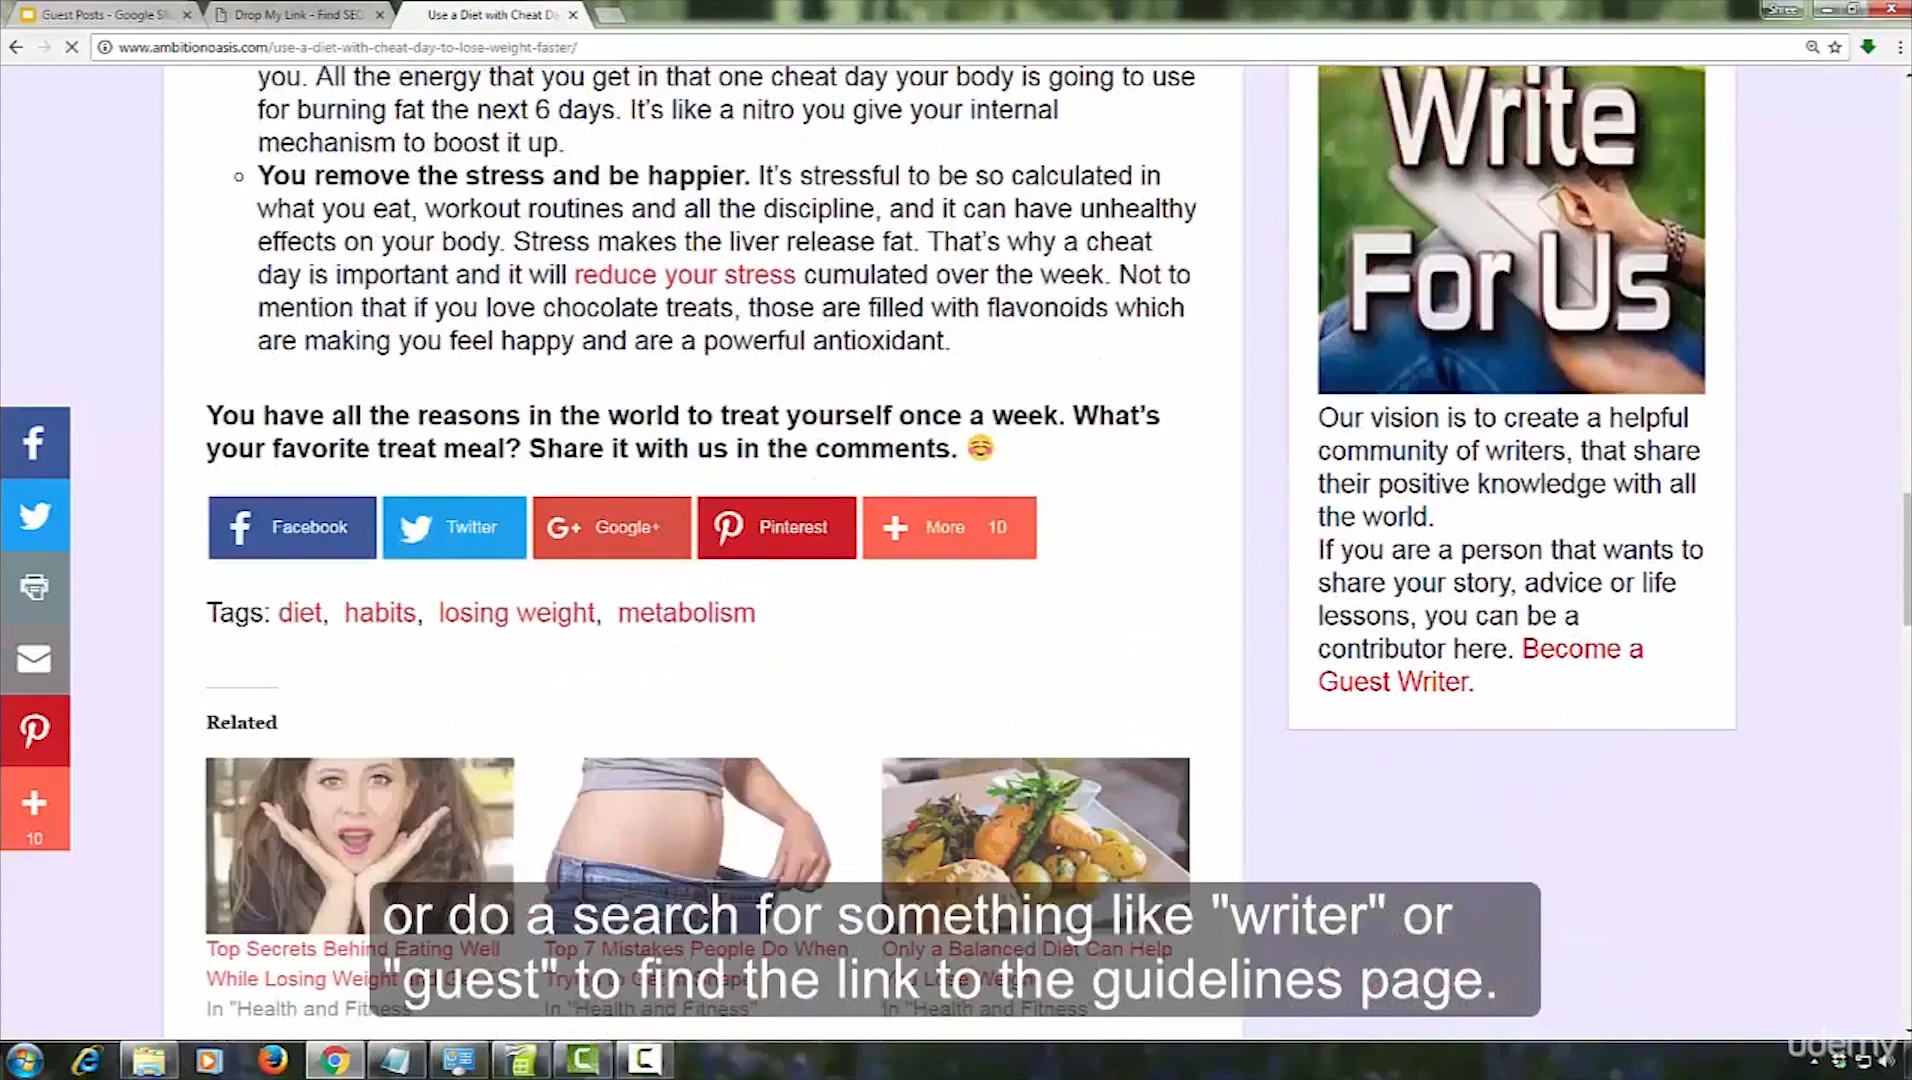 Guest Posts - Google Sli
Drop My Link - Find SEO
Use a Diet with Cheat Da
Shree
www.ambitionoasis.com/use-a-diet-with-cheat-day-to-lose-weight-faster/
you. All the energy that you get in that one cheat day your body is going to use
for burning fat the next 6 days. It’s like a nitro you give your internal
mechanism to boost it up.
You remove the stress and be happier. It’s stressful to be so calculated in
what you eat, workout routines and all the discipline, and it can have unhealthy
effects on your body. Stress makes the liver release fat. That’s why a cheat
day is important and it will reduce your stress cumulated over the week. Not to
mention that if you love chocolate treats, those are filled with flavonoids which
are making you feel happy and are a powerful antioxidant.
You have all the reasons in the world to treat yourself once a week. What’s
your favorite treat meal? Share it with us in the comments.
Facebook
Twitter
G+ Google+
Pinterest
More 10
Tags: diet, habits, losing weight, metabolism
Related
Top Secrets Behind Eating Well
While Losing Weight and
In "Health and Fitness"
Top 7 Mistakes People Do When
In "Health and Fitness"
Only a Balanced Diet Can Help
You Lose Weight
In "Health and Fitness"
10
Write
For Us
Our vision is to create a helpful
community of writers, that share
their positive knowledge with all
the world.
If you are a person that wants to
share your story, advice or life
lessons, you can be a
contributor here. Become a
Guest Writer.
or do a search for something like "writer" or
"guest" to find the link to the guidelines page.
udemy